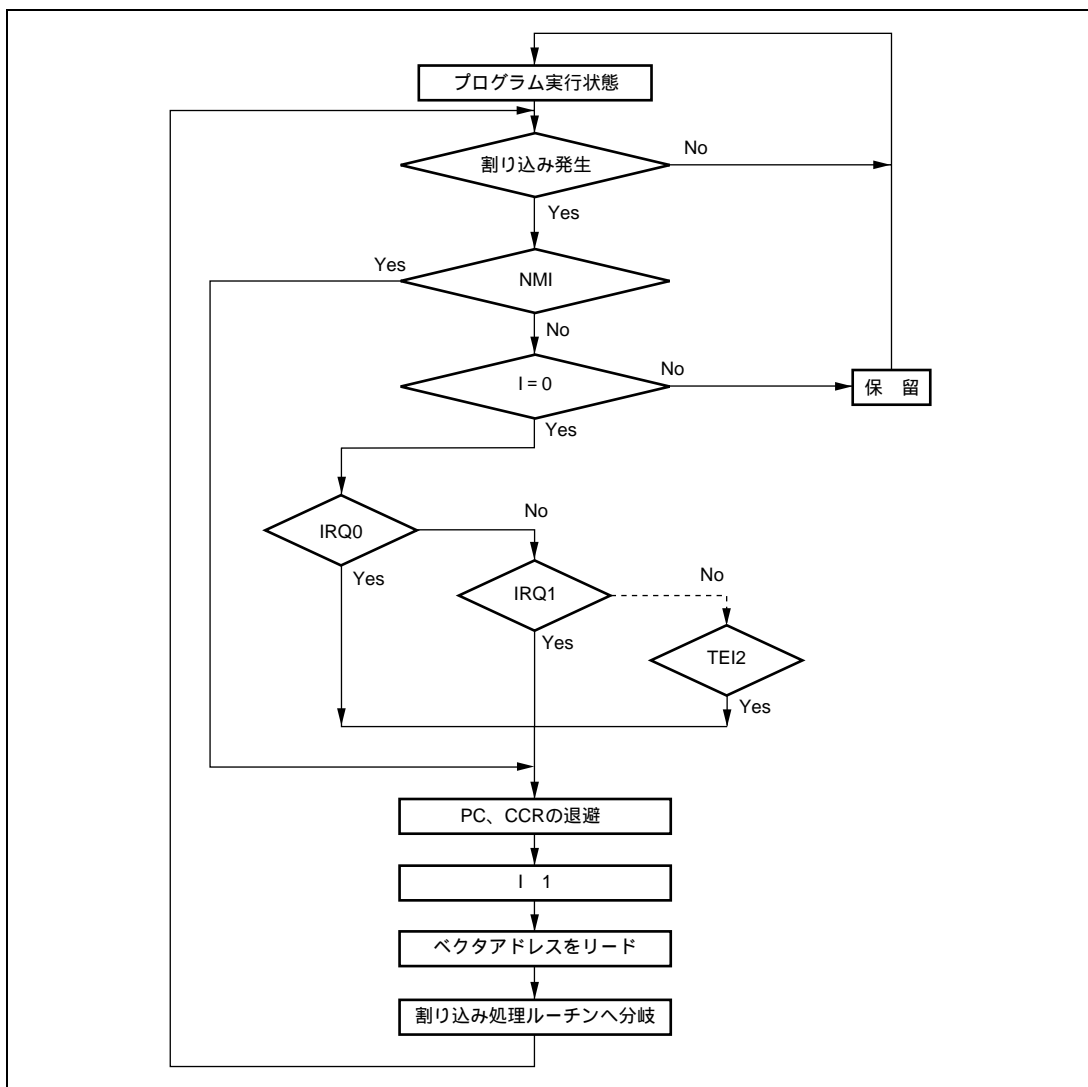 プログラム実行状態
割り込み発生
No
Yes
Yes
NMI
No
I = 0
No
保　留
Yes
IRQ0
No
Yes
IRQ1
No
Yes
TEI2
Yes
PC、CCRの退避
I　1
ベクタアドレスをリード
割り込み処理ルーチンへ分岐